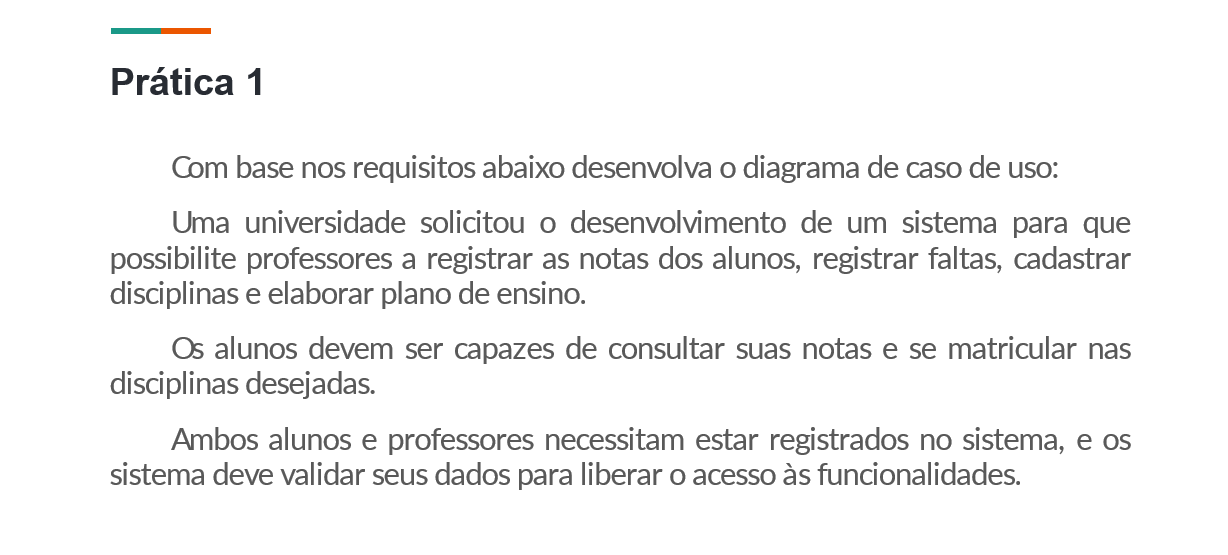 Prática 1
Com base nos requisitos abaixo desenvolva o diagrama de caso de uso:
Uma universidade solicitou o desenvolvimento de um sistema para que
possibilite professores a registrar as notas dos alunos, registrar faltas, cadastrar
disciplinas e elaborar plano de ensino.
Os alunos devem ser capazes de consultar suas notas e se matricular nas
disciplinas desejadas.
Ambos alunos e professores necessitam estar registrados no sistema, e os
sistema deve validar seus dados para liberar o acesso às funcionalidades.